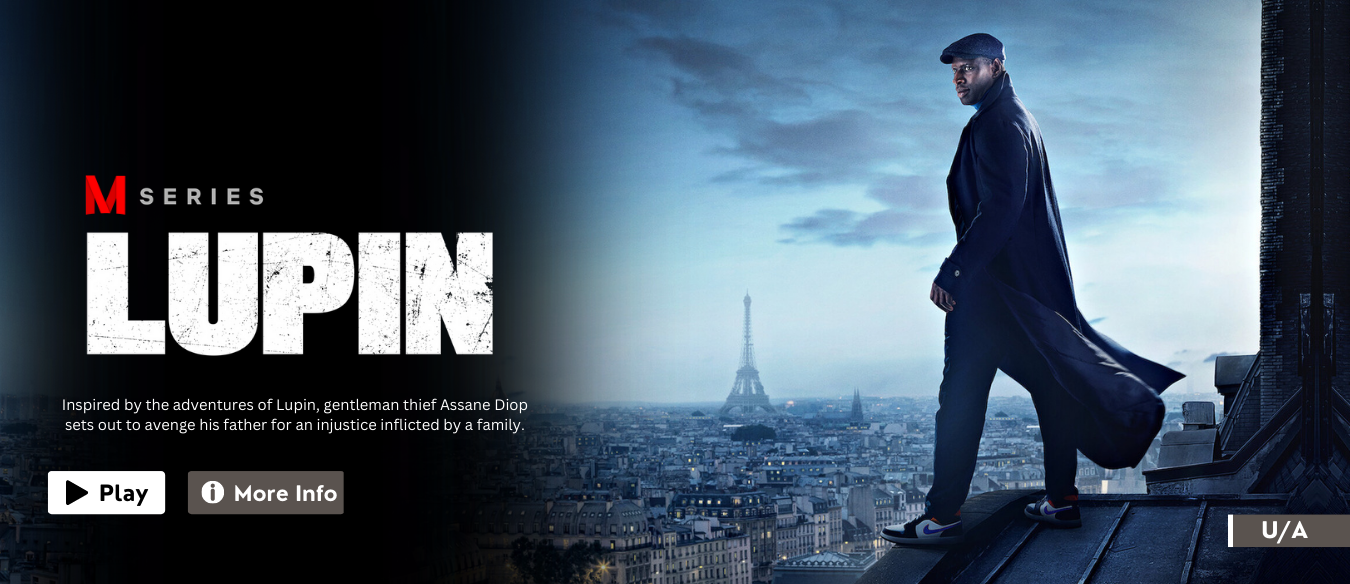 M SERIES
LUPIN
Inspired by the adventures of Lupin, gentleman thief Assane Diop
sets out to avenge his father for an injustice inflicted by a family.
Play
More Info
U/A